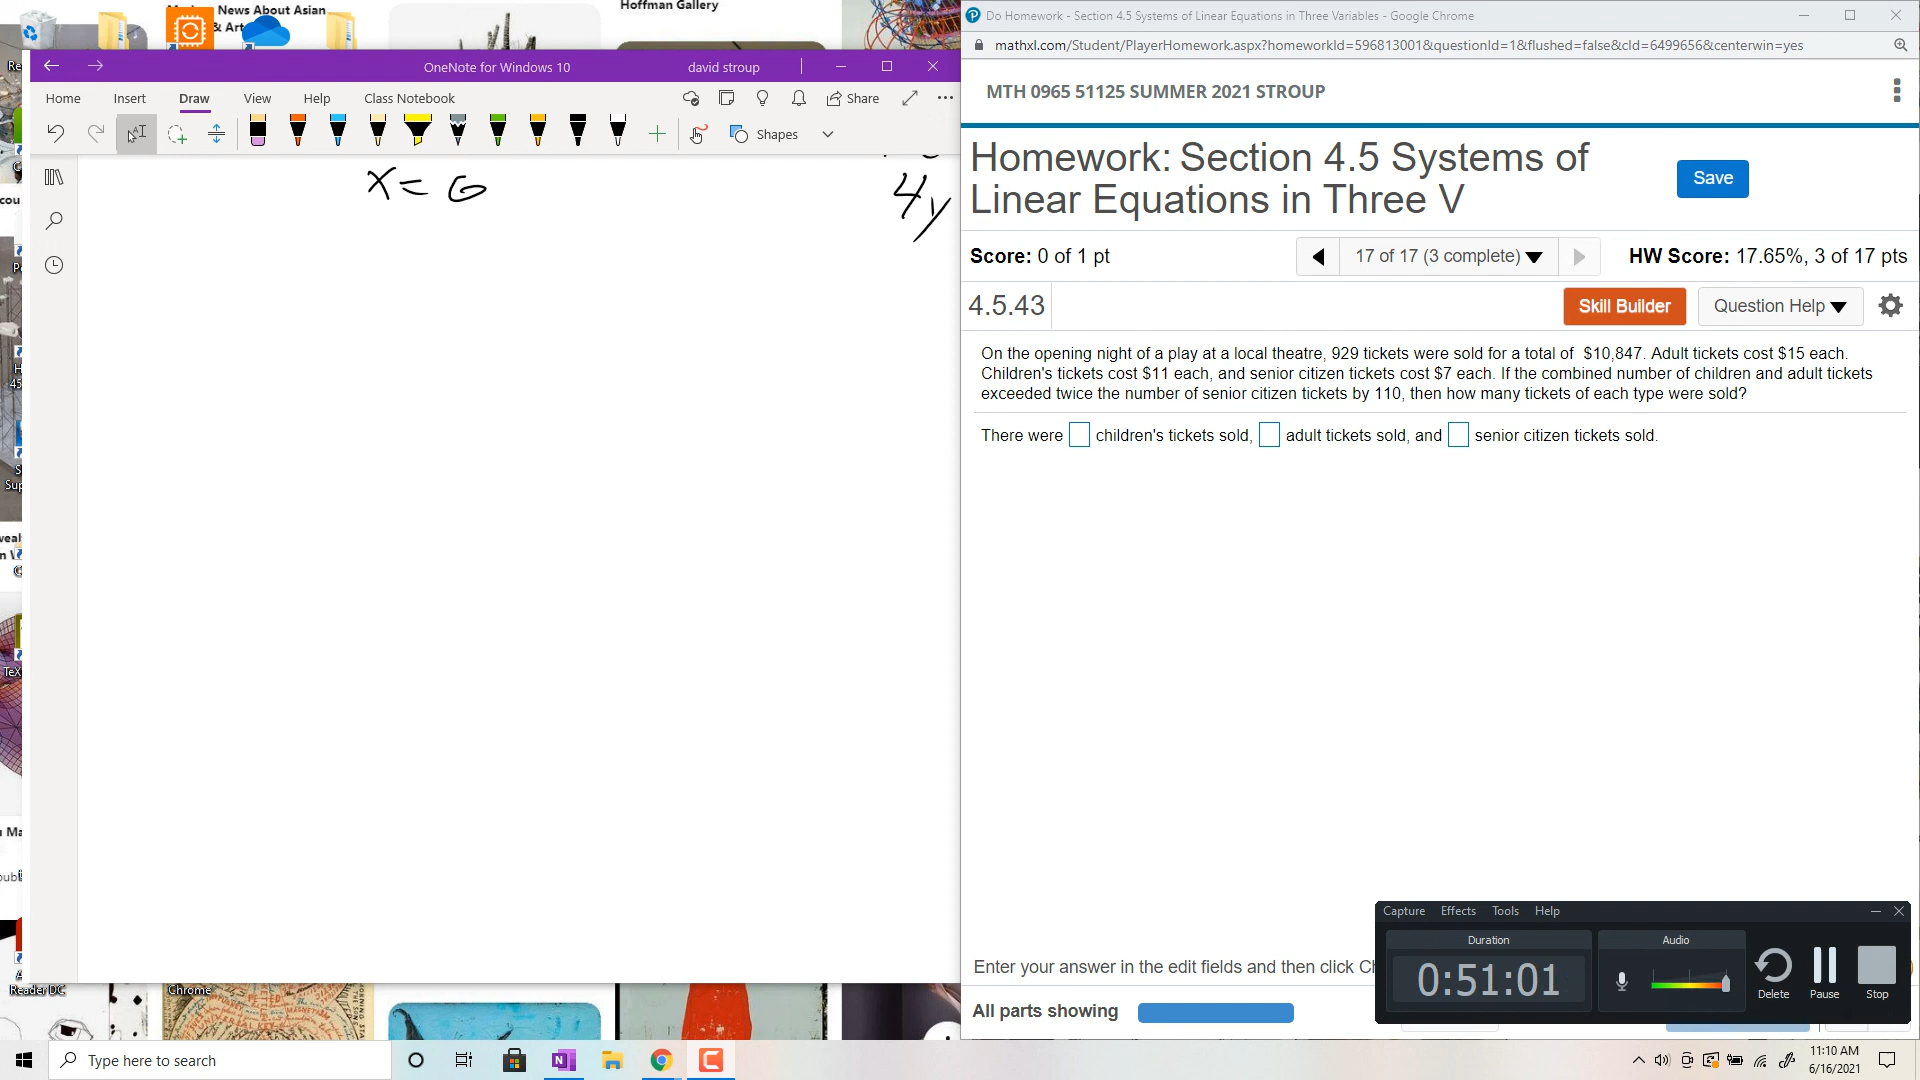 News About Asian
& Art
Hoffman Gallery
OneNote for Windows 10
david stroup
Home
Insert
Draw
View
Help
Class Notebook
Share
Shapes
x = 6
4y
Reader DC
Chrome
Do Homework - Section 4.5 Systems of Linear Equations in Three Variables - Google Chrome
mathxl.com/Student/PlayerHomework.aspx?homeworkId=596813001&questionId=1&flushed=false&cId=6499656&centerwin=yes
MTH 0965 51125 SUMMER 2021 STROUP
Homework: Section 4.5 Systems of
Linear Equations in Three V
Save
Score: 0 of 1 pt
17 of 17 (3 complete)
HW Score: 17.65%, 3 of 17 pts
4.5.43
Skill Builder
Question Help
On the opening night of a play at a local theatre, 929 tickets were sold for a total of $10,847. Adult tickets cost $15 each.
Children's tickets cost $11 each, and senior citizen tickets cost $7 each. If the combined number of children and adult tickets
exceeded twice the number of senior citizen tickets by 110, then how many tickets of each type were sold?
There were children's tickets sold, adult tickets sold, and senior citizen tickets sold.
Enter your answer in the edit fields and then click
All parts showing
Capture
Effects
Tools
Help
Duration
Audio
0:51:01
Delete
Pause
Stop
Type here to search
11:10 AM
6/16/2021